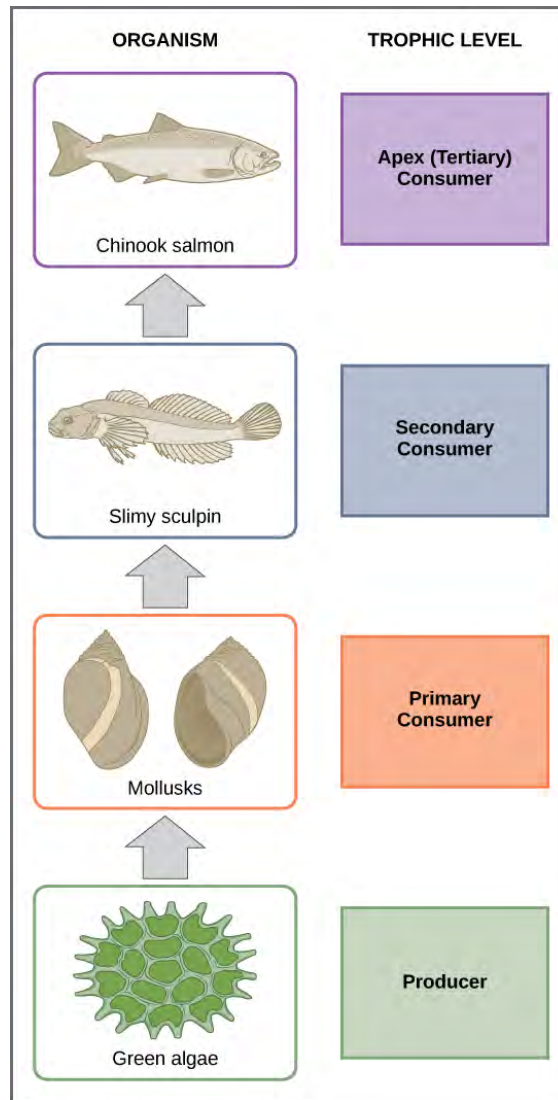 ORGANISM
TROPHIC LEVEL
Chinook salmon
Apex (Tertiary)
Consumer
Slimy sculpin
Secondary
Consumer
Mollusks
Primary
Consumer
Green algae
Producer